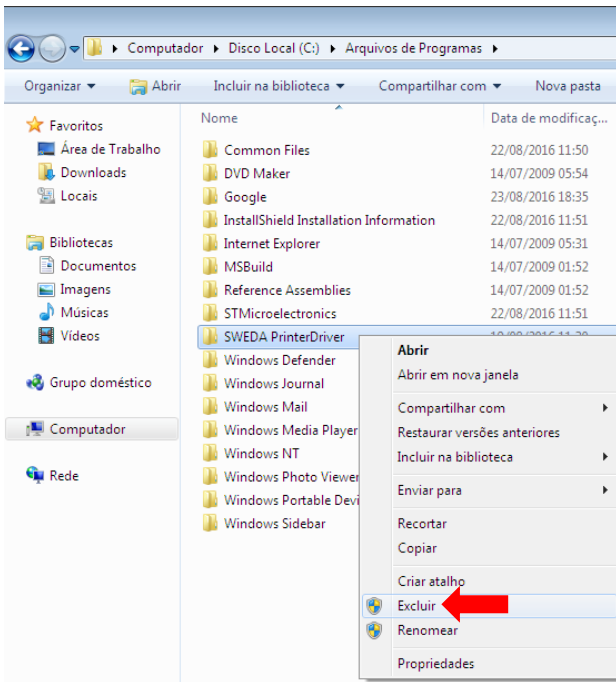 Computador ▸ Disco Local (C:) ▸ Arquivos de Programas ▸
Organizar Abrir Incluir na biblioteca Compartilhar com Nova pasta
Favoritos
Área de Trabalho
Downloads
Locais
Bibliotecas
Documentos
Imagens
Músicas
Vídeos
Grupo doméstico
Computador
Rede
Nome Data de modificaç...
Common Files 22/08/2016 11:50
DVD Maker 14/07/2009 05:54
Google 23/08/2016 18:35
InstallShield Installation Information 22/08/2016 11:51
Internet Explorer 14/07/2009 05:31
MSBuild 14/07/2009 01:52
Reference Assemblies 14/07/2009 01:52
STMicroelectronics 22/08/2016 11:51
SWEDA PrinterDriver
Windows Defender
Windows Journal
Windows Mail
Windows Media Player
Windows NT
Windows Photo Viewer
Windows Portable Devi
Windows Sidebar
Abrir
Abrir em nova janela
Compartilhar com
Restaurar versões anteriores
Incluir na biblioteca
Enviar para
Recortar
Copiar
Criar atalho
Excluir
Renomear
Propriedades